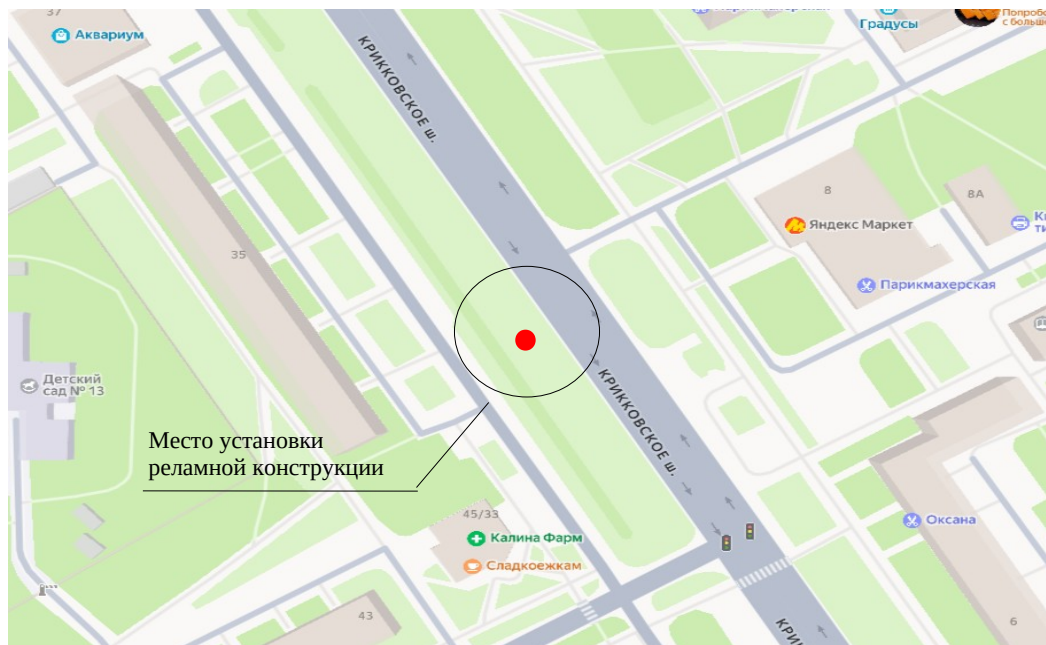 37
Аквариум
КРИККОВСКОЕ ш.
Градусы
Попробо
с больш
8
8А
Яндекс Маркет
Парикмахерская
35
Детский
сад № 13
КРИККОВСКОЕ ш.
Место установки
реламной конструкции
45/33
Калина Фарм
Сладкоежкам
Оксана
43
6
КРИК